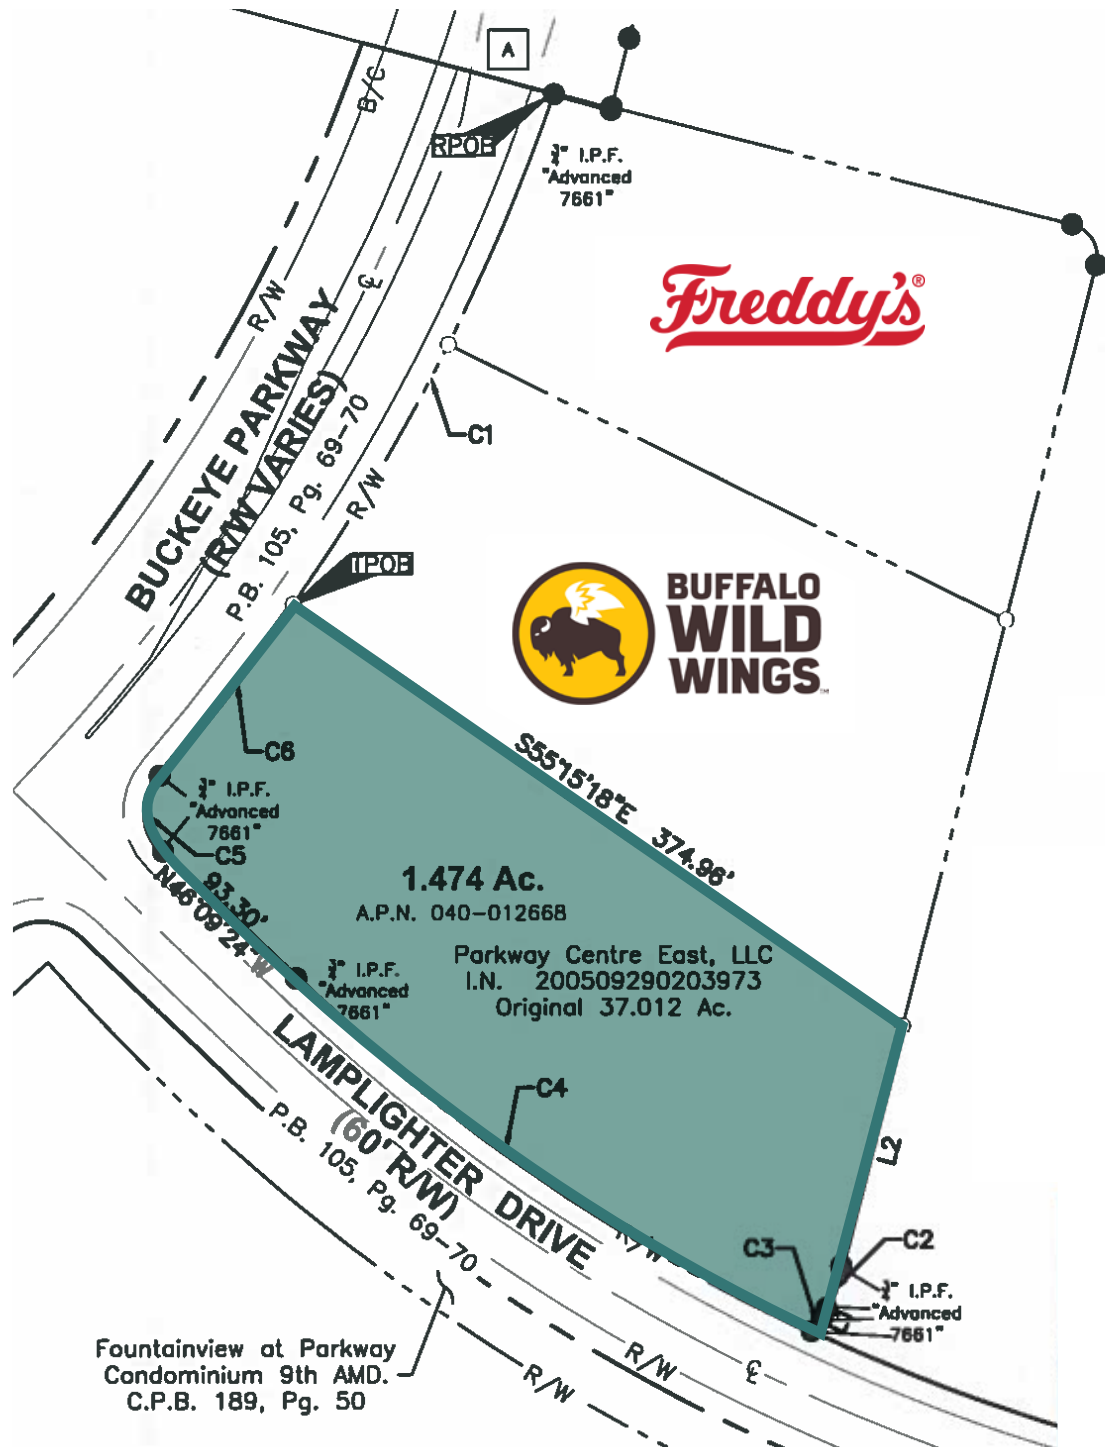 A
B/C
RPOB
3/4" I.P.F.
"Advanced
7661"
Freddy's®
R/W
℄
BUCKEYE PARKWAY
(R/W VARIES)
P.B. 105, Pg. 69-70
C1
R/W
TPOB
BUFFALO
WILD
WINGS™
C6
S55°15'18"E 374.96'
3/4" I.P.F.
"Advanced
7661"
C5
93.30'
N46°09'24"W
1.474 Ac.
A.P.N. 040-012668
Parkway Centre East, LLC
I.N. 200509290203973
Original 37.012 Ac.
3/4" I.P.F.
"Advanced
7661"
C4
LAMPLIGHTER DRIVE
(60' R/W)
P.B. 105, Pg. 69-70
L2
R/W
C3
C2
3/4" I.P.F.
"Advanced
7661"
Fountainview at Parkway
Condominium 9th AMD.
C.P.B. 189, Pg. 50
R/W
R/W
℄